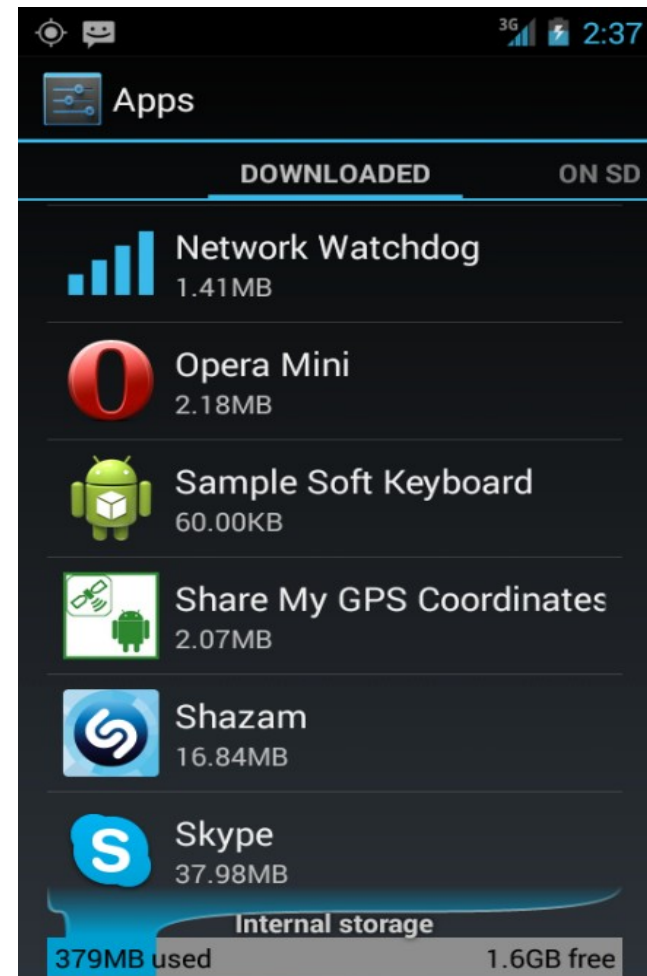 3G 2:37
Apps
DOWNLOADED ON SD
Network Watchdog
1.41MB
Opera Mini
2.18MB
Sample Soft Keyboard
60.00KB
Share My GPS Coordinates
2.07MB
Shazam
16.84MB
Skype
37.98MB
Internal storage
379MB used 1.6GB free